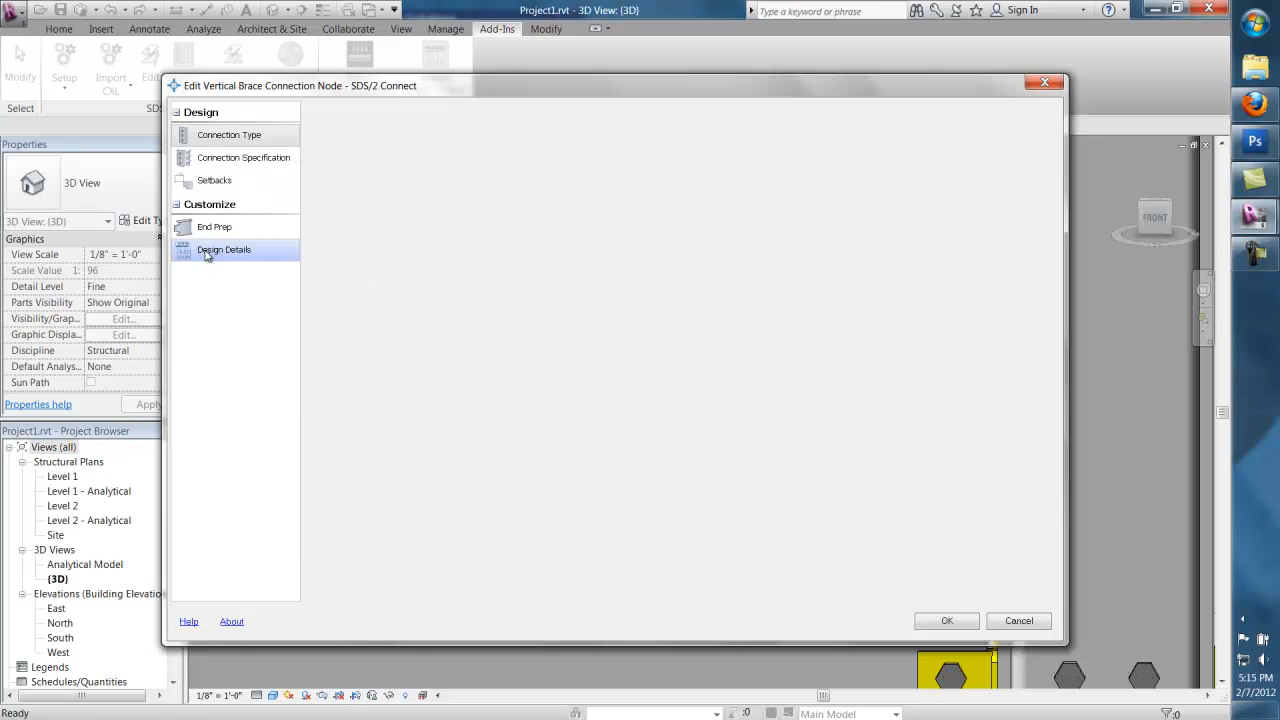 Project1.rvt - 3D View: {3D}
Type a keyword or phrase
Sign In
Home Insert Annotate Analyze Architect & Site Collaborate View Manage Add-Ins Modify
Modify
Setup
Import CXL
Edit
Select
SDS
Edit Vertical Brace Connection Node - SDS/2 Connect
Design
Connection Type
Connection Specification
Setbacks
Customize
End Prep
Design Details
Help
About
OK
Cancel
Properties
3D View
3D View: {3D}
Edit Ty
Graphics
View Scale 1/8" = 1'-0"
Scale Value 1: 96
Detail Level Fine
Parts Visibility Show Original
Visibility/Grap... Edit...
Graphic Displa... Edit...
Discipline Structural
Default Analys... None
Sun Path
Properties help
Apply
Project1.rvt - Project Browser
Views (all)
Structural Plans
Level 1
Level 1 - Analytical
Level 2
Level 2 - Analytical
Site
3D Views
Analytical Model
{3D}
Elevations (Building Elevatio
East
North
South
West
Legends
Schedules/Quantities
FRONT
Ps
1/8" = 1'-0"
Ready
:0
Main Model
:0
5:15 PM
2/7/2012